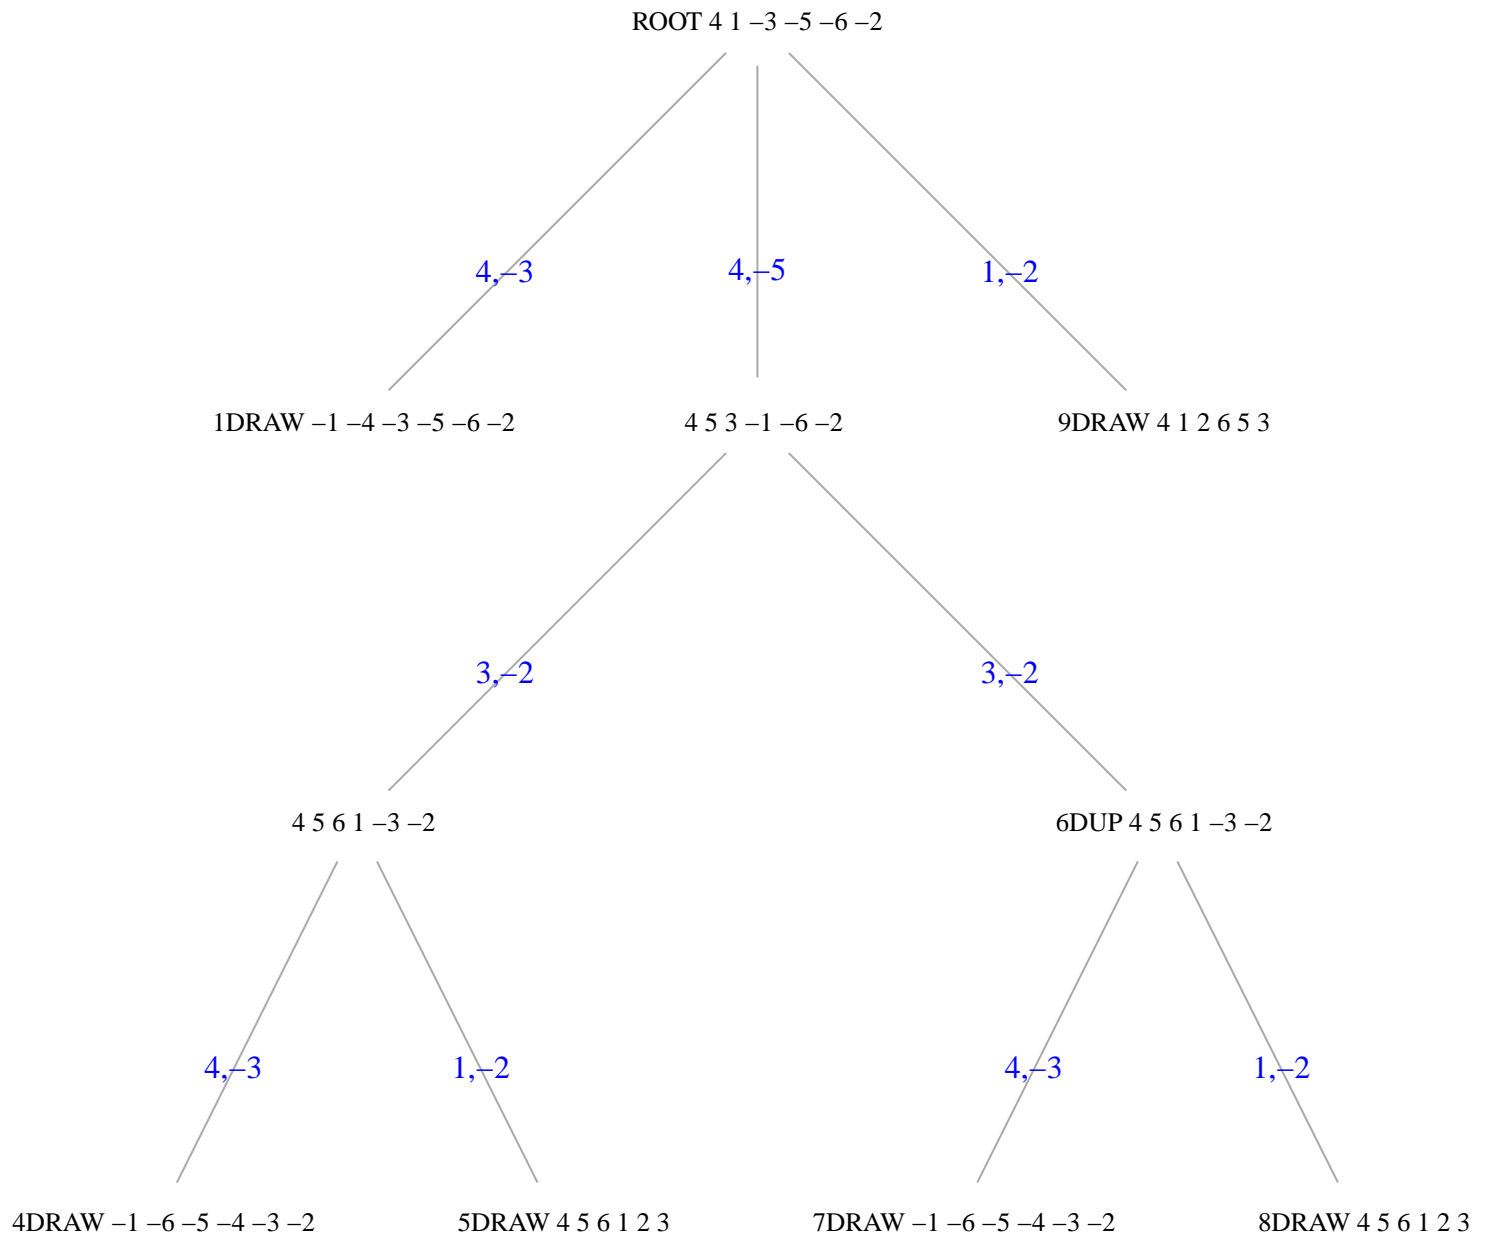 ROOT 4 1 –3 –5 –6 –2
4,–3
4,–5
1,–2
1DRAW –1 –4 –3 –5 –6 –2
4 5 3 –1 –6 –2
9DRAW 4 1 2 6 5 3
3,–2
3,–2
4 5 6 1 –3 –2
6DUP 4 5 6 1 –3 –2
4,–3
1,–2
4,–3
1,–2
4DRAW –1 –6 –5 –4 –3 –2
5DRAW 4 5 6 1 2 3
7DRAW –1 –6 –5 –4 –3 –2
8DRAW 4 5 6 1 2 3